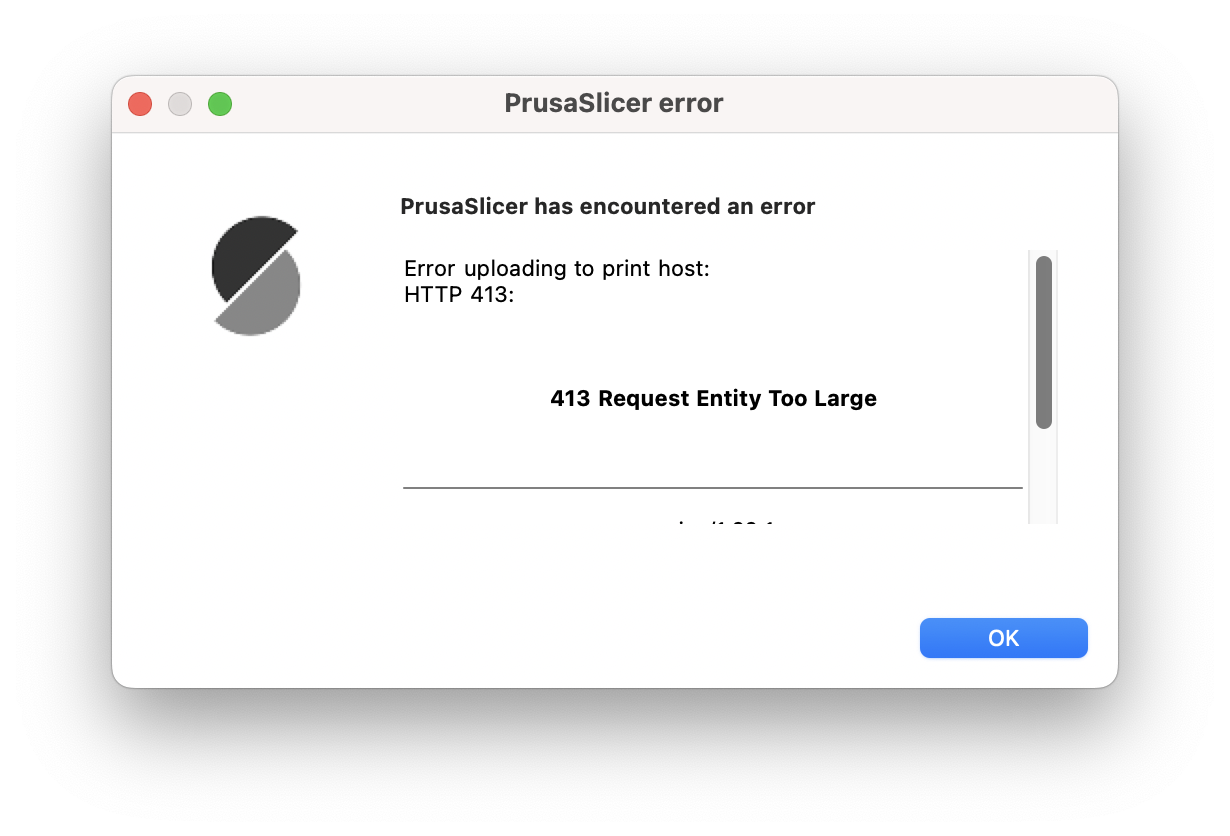 PrusaSlicer error
PrusaSlicer has encountered an error
Error uploading to print host:
HTTP 413:
413 Request Entity Too Large
OK